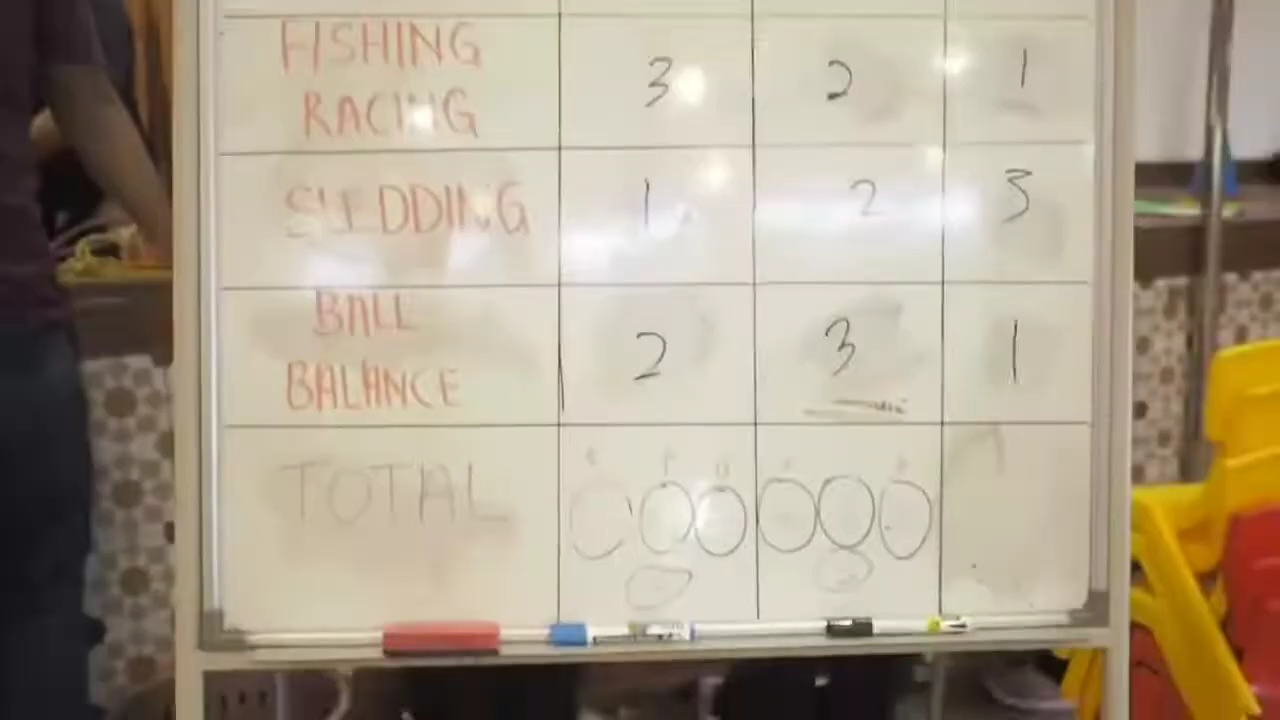 FISHING
RACING 3 2 1
SLEDDING 1 2 3
BALL
BALANCE 2 3 1
TOTAL